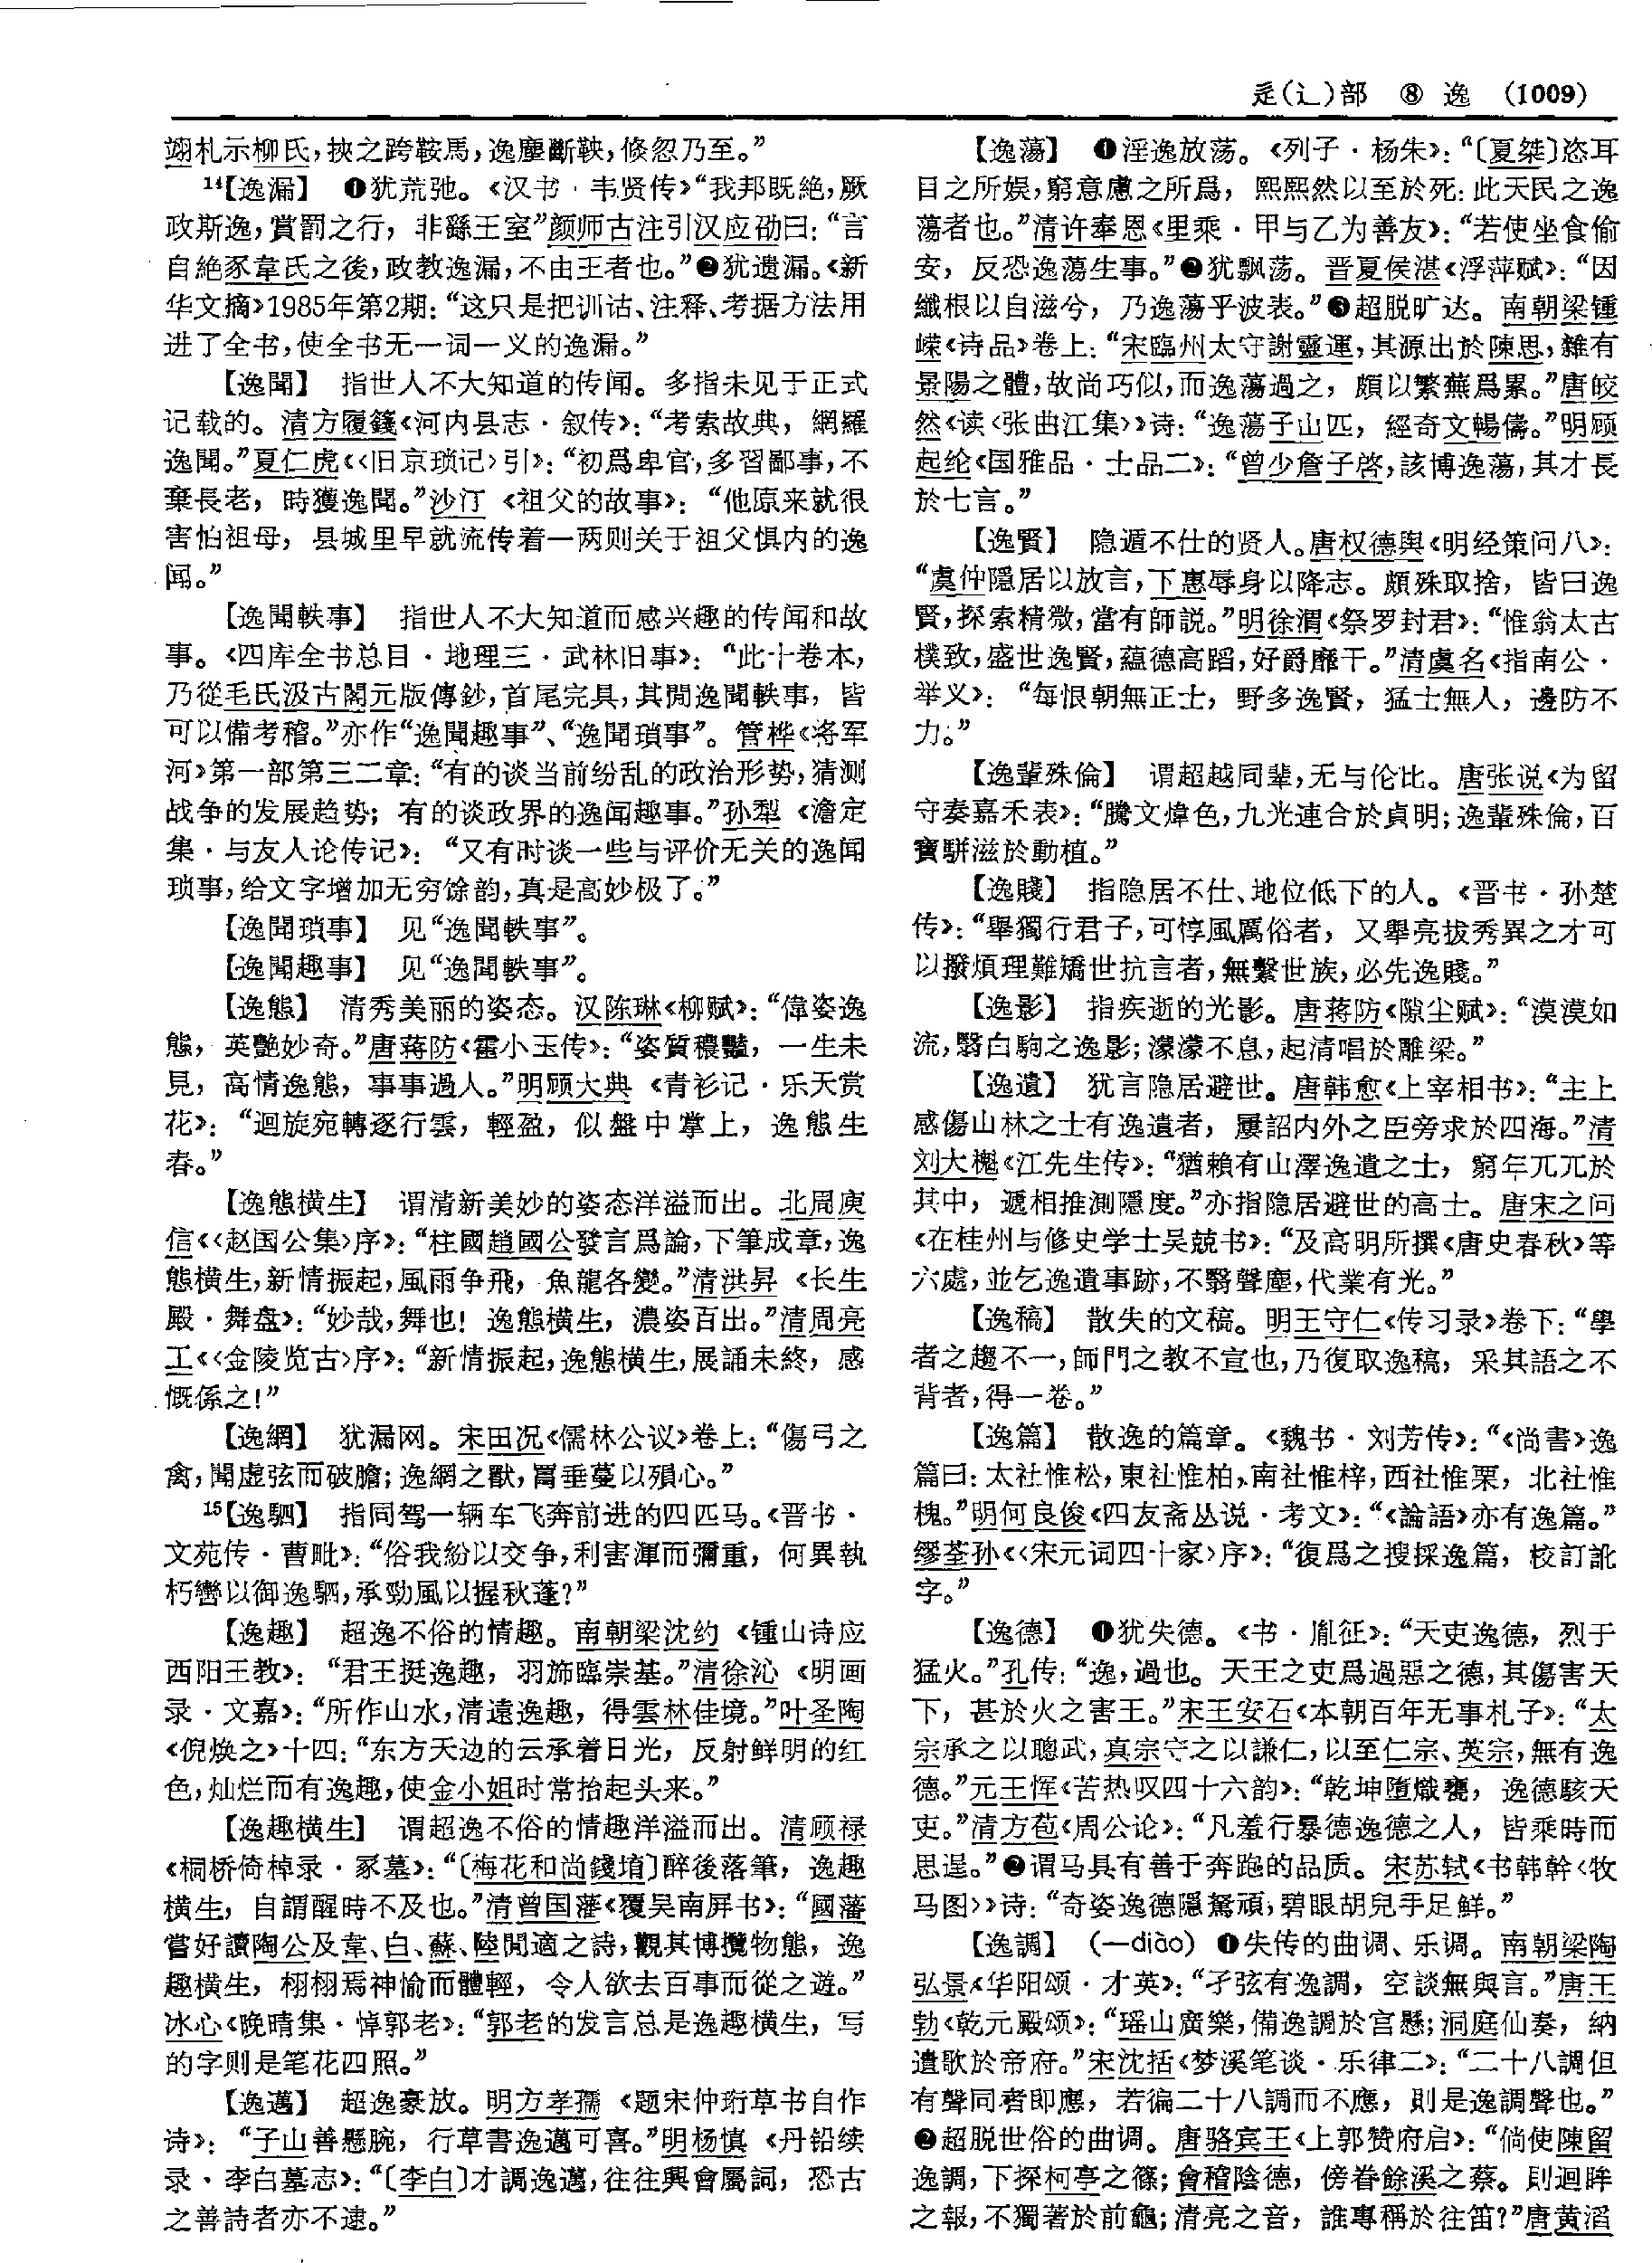 辵(辶)部 ⑧ 逸 (1009)
翊札示柳氏，挾之跨鞍馬，逸塵斷鞅，倏忽乃至。”
14【逸漏】 ❶犹荒弛。《汉书·韦贤传》“我邦既絶，厥
政斯逸，賞罰之行，非繇王室”颜师古注引汉应劭曰：“言
自絶豕韋氏之後，政教逸漏，不由王者也。”❷犹遗漏。《新
华文摘》1985年第2期：“这只是把训诂、注释、考据方法用
进了全书，使全书无一词一义的逸漏。”
【逸聞】 指世人不大知道的传闻。多指未见于正式
记载的。清方履籛《河内县志·叙传》：“考索故典，網羅
逸聞。”夏仁虎《〈旧京琐记〉引》：“初爲卑官，多習鄙事，不
棄長老，時獲逸聞。”沙汀《祖父的故事》：“他原来就很
害怕祖母，县城里早就流传着一两则关于祖父惧内的逸
闻。”
【逸聞軼事】 指世人不大知道而感兴趣的传闻和故
事。《四库全书总目·地理三·武林旧事》：“此十卷本，
乃從毛氏汲古閣元版傳鈔，首尾完具，其閒逸聞軼事，皆
可以備考稽。”亦作“逸聞趣事”、“逸聞瑣事”。管桦《将军
河》第一部第三二章：“有的谈当前纷乱的政治形势，猜测
战争的发展趋势；有的谈政界的逸闻趣事。”孙犁《澹定
集·与友人论传记》：“又有时谈一些与评价无关的逸闻
琐事，给文字增加无穷馀韵，真是高妙极了。”
【逸聞瑣事】 见“逸聞軼事”。
【逸聞趣事】 见“逸聞軼事”。
【逸態】 清秀美丽的姿态。汉陈琳《柳赋》：“偉姿逸
態，英艷妙奇。”唐蒋防《霍小玉传》：“姿質穠豔，一生未
見，高情逸態，事事過人。”明顾大典《青衫记·乐天赏
花》：“迴旋宛轉逐行雲，輕盈，似盤中掌上，逸態生
春。”
【逸態横生】 谓清新美妙的姿态洋溢而出。北周庾
信《〈赵国公集〉序》：“柱國趙國公發言爲論，下筆成章，逸
態横生，新情振起，風雨争飛，魚龍各變。”清洪昇《长生
殿·舞盘》：“妙哉，舞也！逸態横生，濃姿百出。”清周亮
工《〈金陵览古〉序》：“新情振起，逸態横生，展誦未終，感
慨係之！”
【逸網】 犹漏网。宋田况《儒林公议》卷上：“傷弓之
禽，聞虚弦而破膽；逸網之獸，罥垂蔓以殞心。”
15【逸駟】 指同驾一辆车飞奔前进的四匹马。《晋书·
文苑传·曹毗》：“俗我紛以交争，利害渾而彌重，何異執
朽轡以御逸駟，承勁風以握秋蓬？”
【逸趣】 超逸不俗的情趣。南朝梁沈约《锺山诗应
西阳王教》：“君王挺逸趣，羽旆臨崇基。”清徐沁《明画
录·文嘉》：“所作山水，清遠逸趣，得雲林佳境。”叶圣陶
《倪焕之》十四：“东方天边的云承着日光，反射鲜明的红
色，灿烂而有逸趣，使金小姐时常抬起头来。”
【逸趣横生】 谓超逸不俗的情趣洋溢而出。清顾禄
《桐桥倚棹录·冢墓》：“〔梅花和尚錢堉〕醉後落筆，逸趣
横生，自謂醒時不及也。”清曾国藩《覆吴南屏书》：“國藩
嘗好讀陶公及韋、白、蘇、陸閒適之詩，觀其博攬物態，逸
趣横生，栩栩焉神愉而體輕，令人欲去百事而從之遊。”
冰心《晚晴集·悼郭老》：“郭老的发言总是逸趣横生，写
的字则是笔花四照。”
【逸邁】 超逸豪放。明方孝孺《题宋仲珩草书自作
诗》：“子山善懸腕，行草書逸邁可喜。”明杨慎《丹铅续
录·李白墓志》：“〔李白〕才調逸邁，往往興會屬詞，恐古
之善詩者亦不逮。”
【逸蕩】 ❶淫逸放荡。《列子·杨朱》：“〔夏桀〕恣耳
目之所娱，窮意慮之所爲，熙熙然以至於死：此天民之逸
蕩者也。”清许奉恩《里乘·甲与乙为善友》：“若使坐食偷
安，反恐逸蕩生事。”❷犹飘荡。晋夏侯湛《浮萍赋》：“因
纖根以自滋兮，乃逸蕩乎波表。”❸超脱旷达。南朝梁锺
嵘《诗品》卷上：“宋臨川太守謝靈運，其源出於陳思，雜有
景陽之體，故尚巧似，而逸蕩過之，頗以繁蕪爲累。”唐皎
然《读〈张曲江集〉》诗：“逸蕩子山匹，經奇文暢儔。”明顾
起纶《国雅品·士品二》：“曾少詹子啓，該博逸蕩，其才長
於七言。”
【逸賢】 隐遁不仕的贤人。唐权德舆《明经策问八》：
“虞仲隱居以放言，下惠辱身以降志。頗殊取捨，皆曰逸
賢，探索精微，當有師説。”明徐渭《祭罗封君》：“惟翁太古
樸致，盛世逸賢，藴德高蹈，好爵靡干。”清虞名《指南公·
举义》：“每恨朝無正士，野多逸賢，猛士無人，邊防不
力。”
【逸輩殊倫】 谓超越同辈，无与伦比。唐张说《为留
守奏嘉禾表》：“騰文煒色，九光連合於貞明；逸輩殊倫，百
寶駢滋於動植。”
【逸賤】 指隐居不仕、地位低下的人。《晋书·孙楚
传》：“舉獨行君子，可惇風厲俗者，又舉亮拔秀異之才可
以撥煩理難矯世抗言者，無繫世族，必先逸賤。”
【逸影】 指疾逝的光影。唐蒋防《隙尘赋》：“漠漠如
流，翳白駒之逸影；濛濛不息，起清唱於雕梁。”
【逸遺】 犹言隐居避世。唐韩愈《上宰相书》：“主上
感傷山林之士有逸遺者，屢詔内外之臣旁求於四海。”清
刘大櫆《江先生传》：“猶賴有山澤逸遺之士，窮年兀兀於
其中，遞相推測隱度。”亦指隐居避世的高士。唐宋之问
《在桂州与修史学士吴兢书》：“及高明所撰《唐史春秋》等
六處，並乞逸遺事跡，不翳聲塵，代業有光。”
【逸稿】 散失的文稿。明王守仁《传习录》卷下：“學
者之趨不一，師門之教不宣也，乃復取逸稿，采其語之不
背者，得一卷。”
【逸篇】 散逸的篇章。《魏书·刘芳传》：“《尚書》逸
篇曰：太社惟松，東社惟柏，南社惟梓，西社惟栗，北社惟
槐。”明何良俊《四友斋丛说·考文》：“《論語》亦有逸篇。”
缪荃孙《〈宋元词四十家〉序》：“復爲之搜採逸篇，校訂訛
字。”
【逸德】 ❶犹失德。《书·胤征》：“天吏逸德，烈于
猛火。”孔传：“逸，過也。天王之吏爲過惡之德，其傷害天
下，甚於火之害王。”宋王安石《本朝百年无事札子》：“太
宗承之以聰武，真宗守之以謙仁，以至仁宗、英宗，無有逸
德。”元王恽《苦热叹四十六韵》：“乾坤墮熾甕，逸德駭天
吏。”清方苞《周公论》：“凡羞行暴德逸德之人，皆乘時而
思逞。”❷谓马具有善于奔跑的品质。宋苏轼《书韩幹〈牧
马图〉》诗：“奇姿逸德隱駑頑，碧眼胡兒手足鮮。”
【逸調】 （—diào）❶失传的曲调、乐调。南朝梁陶
弘景《华阳颂·才英》：“孑弦有逸調，空談無與言。”唐王
勃《乾元殿颂》：“瑶山廣樂，備逸調於宫懸；洞庭仙奏，納
遺歌於帝府。”宋沈括《梦溪笔谈·乐律二》：“二十八調但
有聲同者即應，若徧二十八調而不應，則是逸調聲也。”
❷超脱世俗的曲调。唐骆宾王《上郭赞府启》：“倘使陳留
逸調，下探柯亭之篠；會稽陰德，傍眷餘溪之蔡。則迴眸
之報，不獨著於前龜；清亮之音，誰專稱於往笛？”唐黄滔